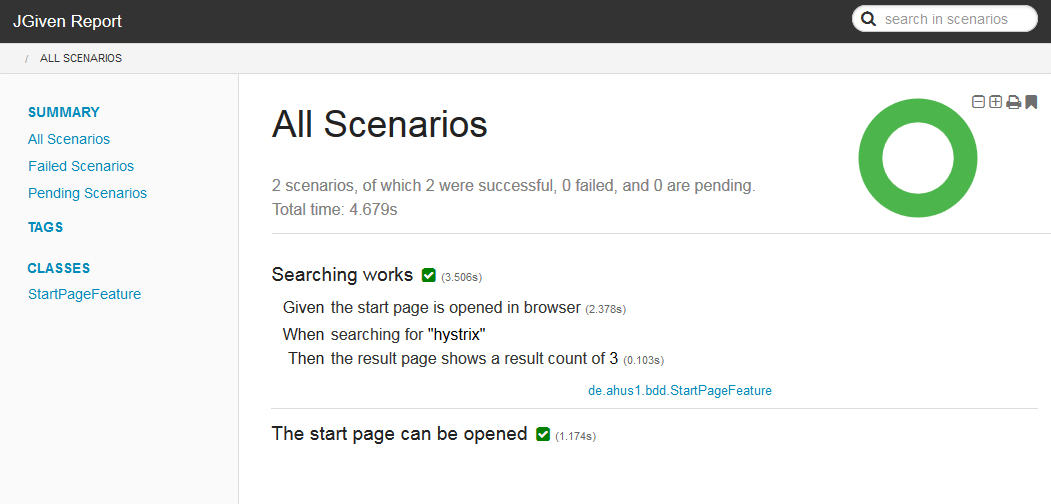 JGiven Report
search in scenarios
/ ALL SCENARIOS
SUMMARY
All Scenarios
Failed Scenarios
Pending Scenarios
TAGS
CLASSES
StartPageFeature
All Scenarios
2 scenarios, of which 2 were successful, 0 failed, and 0 are pending.
Total time: 4.679s
Searching works (3.506s)
Given the start page is opened in browser (2.378s)
When searching for "hystrix"
Then the result page shows a result count of 3 (0.103s)
de.ahus1.bdd.StartPageFeature
The start page can be opened (1.174s)